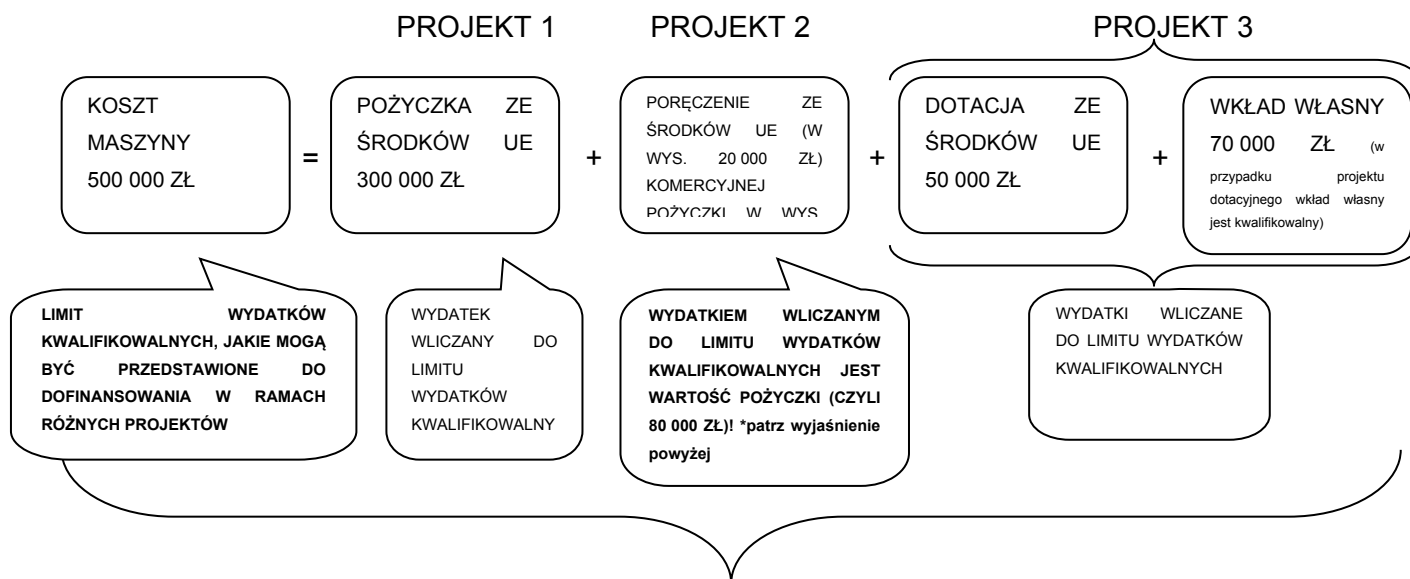 PROJEKT 1 PROJEKT 2 PROJEKT 3
KOSZT
MASZYNY
500 000 ZŁ
=
POŻYCZKA ZE
ŚRODKÓW UE
300 000 ZŁ
+
PORĘCZENIE ZE
ŚRODKÓW UE (W
WYS. 20 000 ZŁ)
KOMERCYJNEJ
POŻYCZKI W WYS.
+
DOTACJA ZE
ŚRODKÓW UE
50 000 ZŁ
+
WKŁAD WŁASNY
70 000 ZŁ (w
przypadku projektu
dotacyjnego wkład własny
jest kwalifikowalny)
LIMIT WYDATKÓW
KWALIFIKOWALNYCH, JAKIE MOGĄ
BYĆ PRZEDSTAWIONE DO
DOFINANSOWANIA W RAMACH
RÓŻNYCH PROJEKTÓW
WYDATEK
WLICZANY DO
LIMITU
WYDATKÓW
KWALIFIKOWALNY
WYDATKIEM WLICZANYM
DO LIMITU WYDATKÓW
KWALIFIKOWALNYCH JEST
WARTOŚĆ POŻYCZKI (CZYLI
80 000 ZŁ)! *patrz wyjaśnienie
powyżej
WYDATKI WLICZANE
DO LIMITU WYDATKÓW
KWALIFIKOWALNYCH